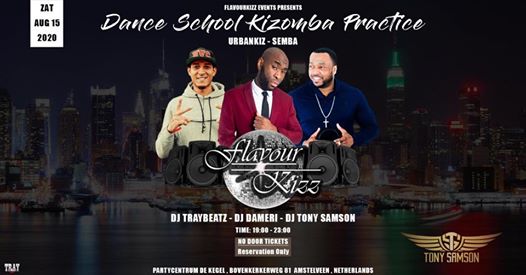 ZAT
AUG 15
2020
FLAVOURKIZZ EVENTS PRESENTS
Dance School Kizomba Practice
URBANKIZ - SEMBA
Flavour
Kizz
DJ TRAYBEATZ - DJ DAMERI - DJ TONY SAMSON
TIME: 19:00 - 23:00
NO DOOR TICKETS
Reservation Only
TS
TONY SAMSON
TRAY
PARTYCENTRUM DE KEGEL , BOVENKERKERWEG 81 AMSTELVEEN , NETHERLANDS